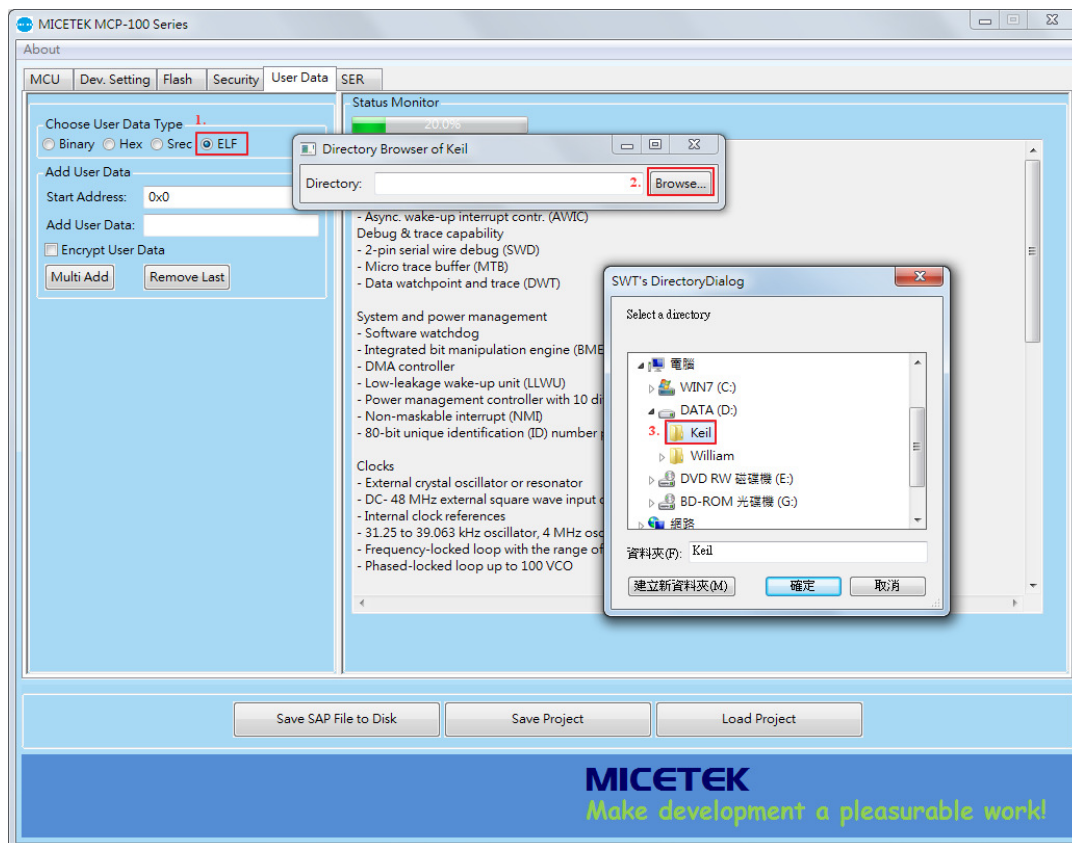 MICETEK MCP-100 Series
About
MCU Dev. Setting Flash Security User Data SER
Choose User Data Type 1.
Binary Hex Srec ELF
Add User Data
Start Address: 0x0
Add User Data:
Encrypt User Data
Multi Add Remove Last
Status Monitor
20.0%
Directory Browser of Keil
Directory: 2. Browse...
- Async. wake-up interrupt contr. (AWIC)
Debug & trace capability
- 2-pin serial wire debug (SWD)
- Micro trace buffer (MTB)
- Data watchpoint and trace (DWT)
System and power management
- Software watchdog
- Integrated bit manipulation engine (BME
- DMA controller
- Low-leakage wake-up unit (LLWU)
- Power management controller with 10 di
- Non-maskable interrupt (NMI)
- 80-bit unique identification (ID) number
Clocks
- External crystal oscillator or resonator
- DC- 48 MHz external square wave input
- Internal clock references
- 31.25 to 39.063 kHz oscillator, 4 MHz osc
- Frequency-locked loop with the range of
- Phased-locked loop up to 100 VCO
SWT's DirectoryDialog
Select a directory
電腦
WIN7 (C:)
DATA (D:)
3. Keil
William
DVD RW 磁碟機 (E:)
BD-ROM 光碟機 (G:)
網路
資料夾(F): Keil
建立新資料夾(M) 確定 取消
Save SAP File to Disk Save Project Load Project
MICETEK
Make development a pleasurable work!